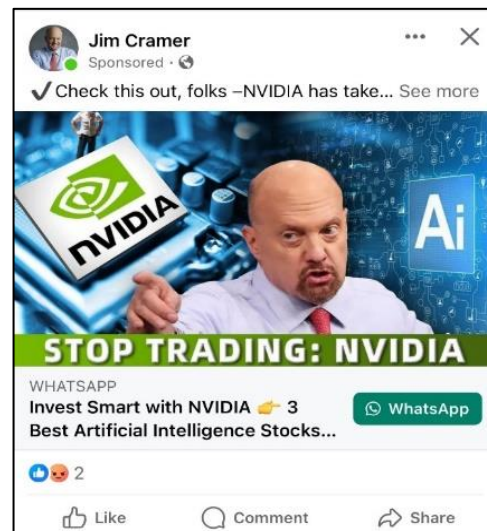 Jim Cramer
Sponsored ·
✓Check this out, folks –NVIDIA has take... See more
NVIDIA
Ai
STOP TRADING: NVIDIA
WHATSAPP
Invest Smart with NVIDIA 👉 3
Best Artificial Intelligence Stocks...
WhatsApp
2
Like Comment Share